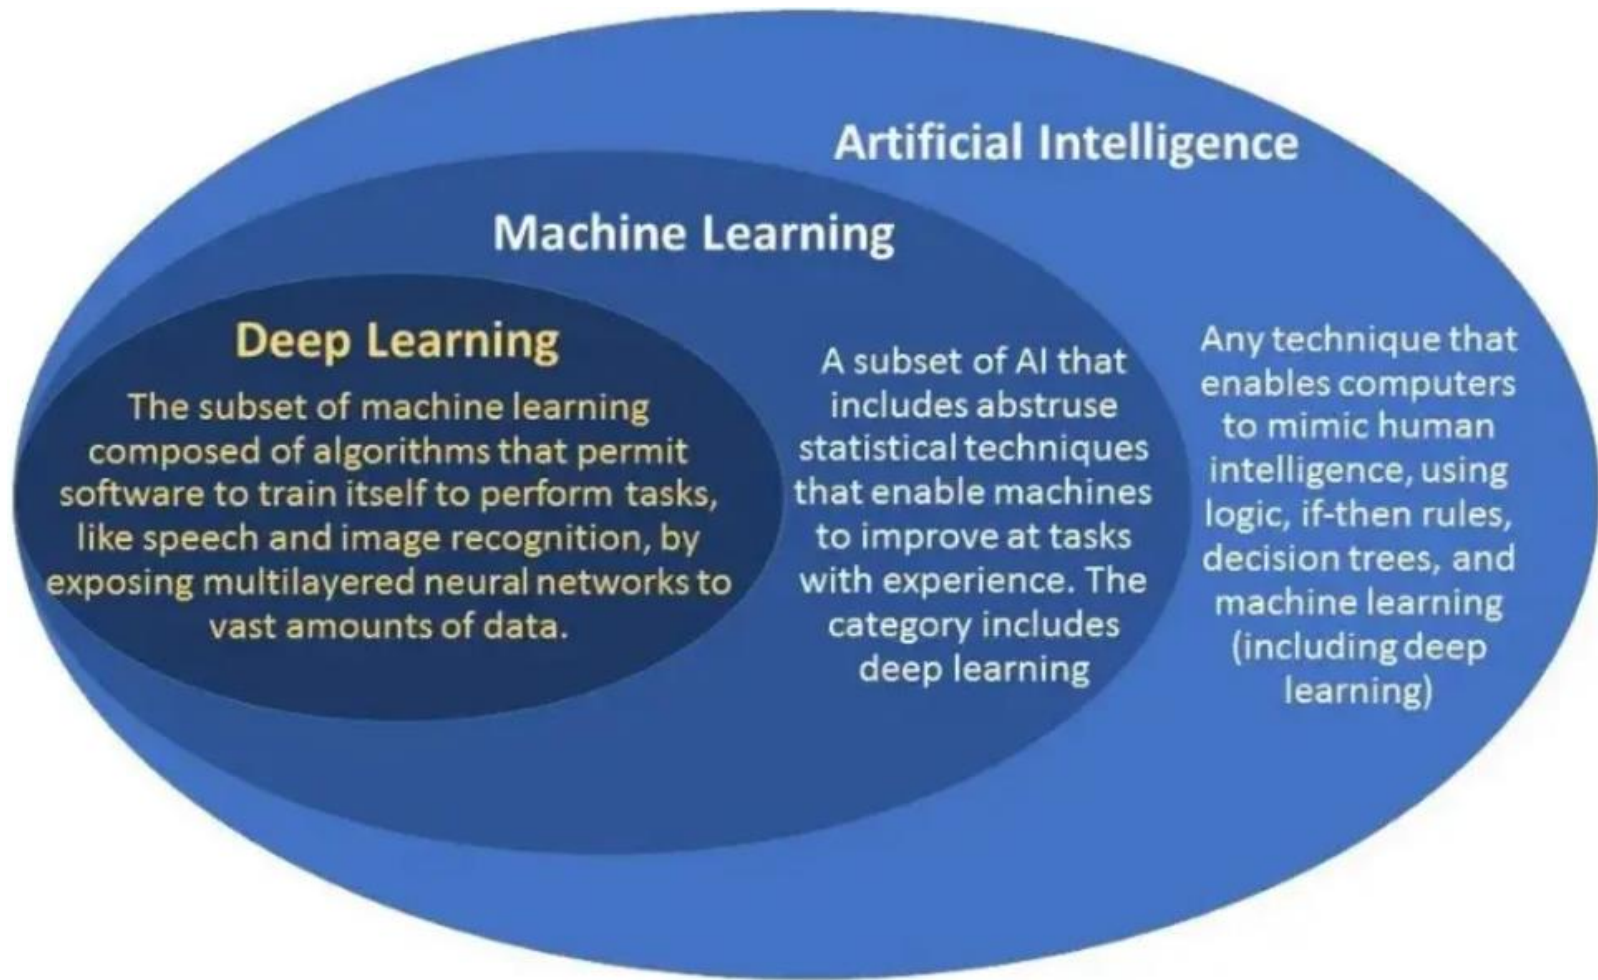 Artificial Intelligence
Machine Learning
Deep Learning
The subset of machine learning
composed of algorithms that permit
software to train itself to perform tasks,
like speech and image recognition, by
exposing multilayered neural networks to
vast amounts of data.
A subset of AI that
includes abstruse
statistical techniques
that enable machines
to improve at tasks
with experience. The
category includes
deep learning
Any technique that
enables computers
to mimic human
intelligence, using
logic, if-then rules,
decision trees, and
machine learning
(including deep
learning)